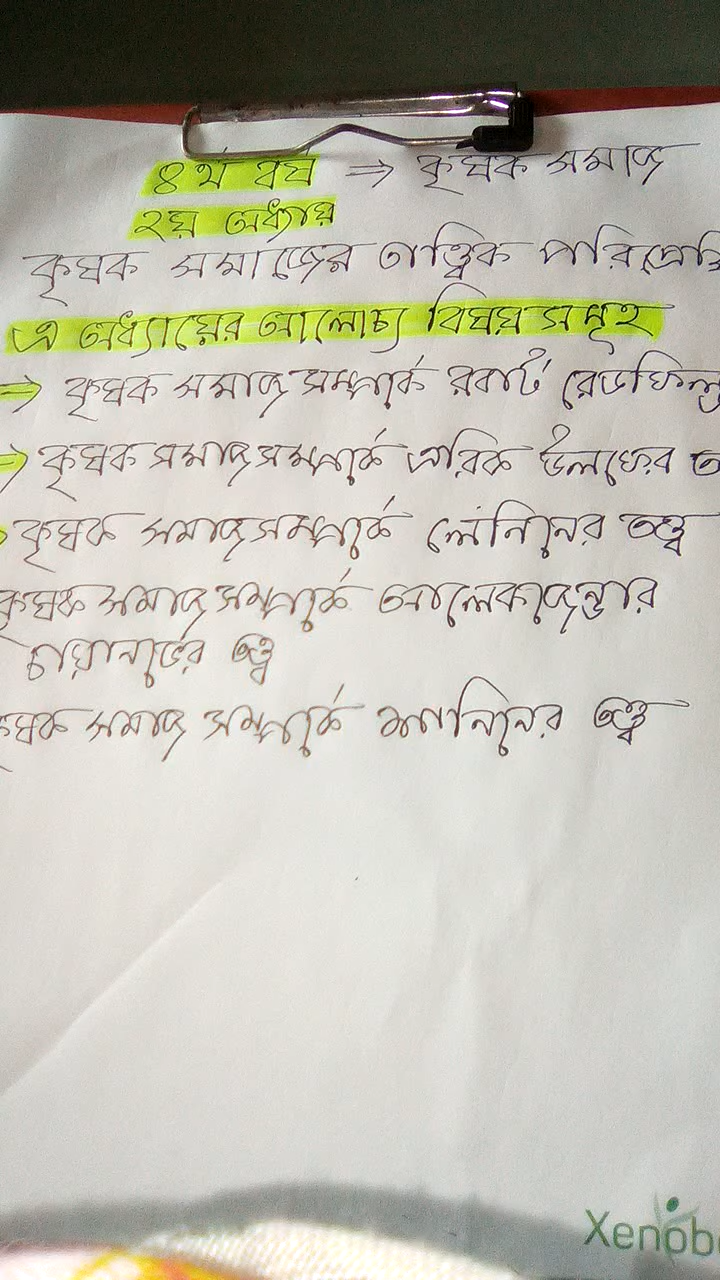 ৪র্থ বর্ষ ⇒ কৃষক সমাজ
২য় অধ্যায়
কৃষক সমাজের তাত্ত্বিক
এ অধ্যায়ের আলোচ্য বিষয় সমূহ
⇒ কৃষক সমাজ সম্পর্কে রবার্ট রেডফিল্ড
⇒ কৃষক সমাজ সম্পর্কে এরিক উলফের
কৃষক সমাজ সম্পর্কে লেনিনের তত্ত্ব
কৃষক সমাজ সম্পর্কে আলেকজেন্ডার
চায়ানভের তত্ত্ব
কৃষক সমাজ সম্পর্কে শানিনের তত্ত্ব